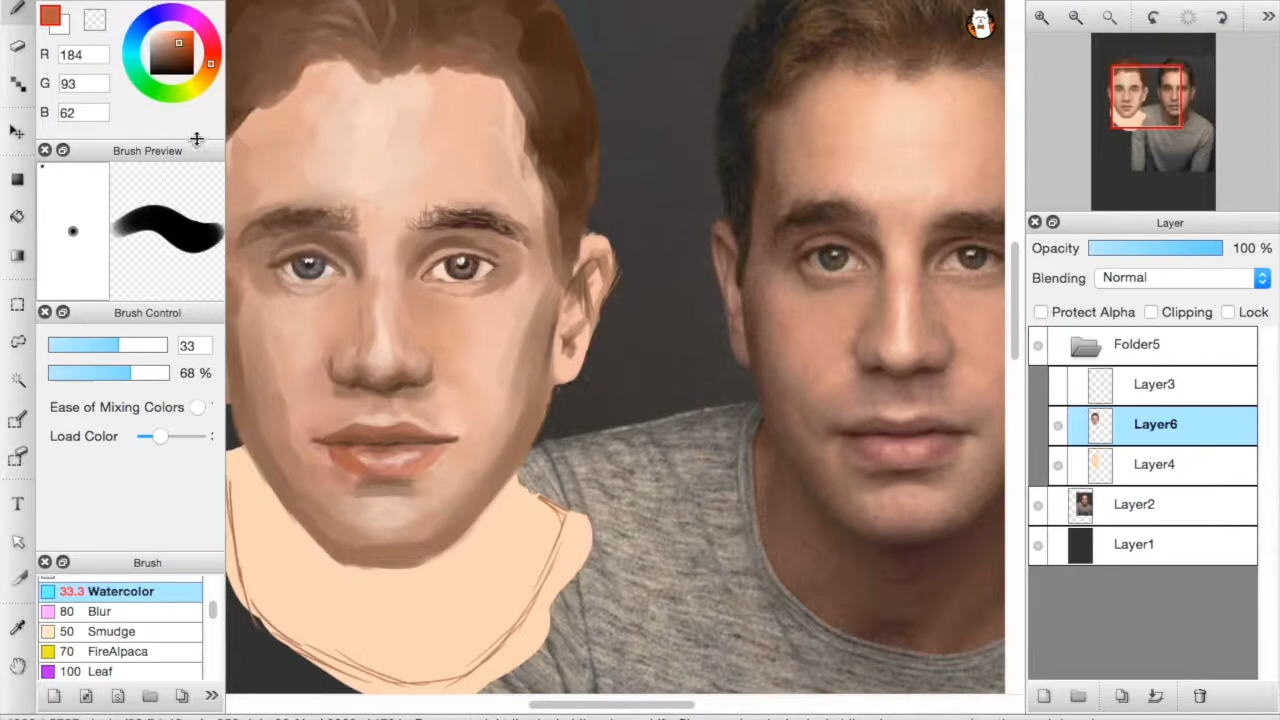 R 184
G 93
B 62
Brush Preview
Brush Control
33
68 %
Ease of Mixing Colors
Load Color
Brush
33.3 Watercolor
80 Blur
50 Smudge
70 FireAlpaca
100 Leaf
Layer
Opacity 100 %
Blending Normal
Protect Alpha Clipping Lock
Folder5
Layer3
Layer6
Layer4
Layer2
Layer1